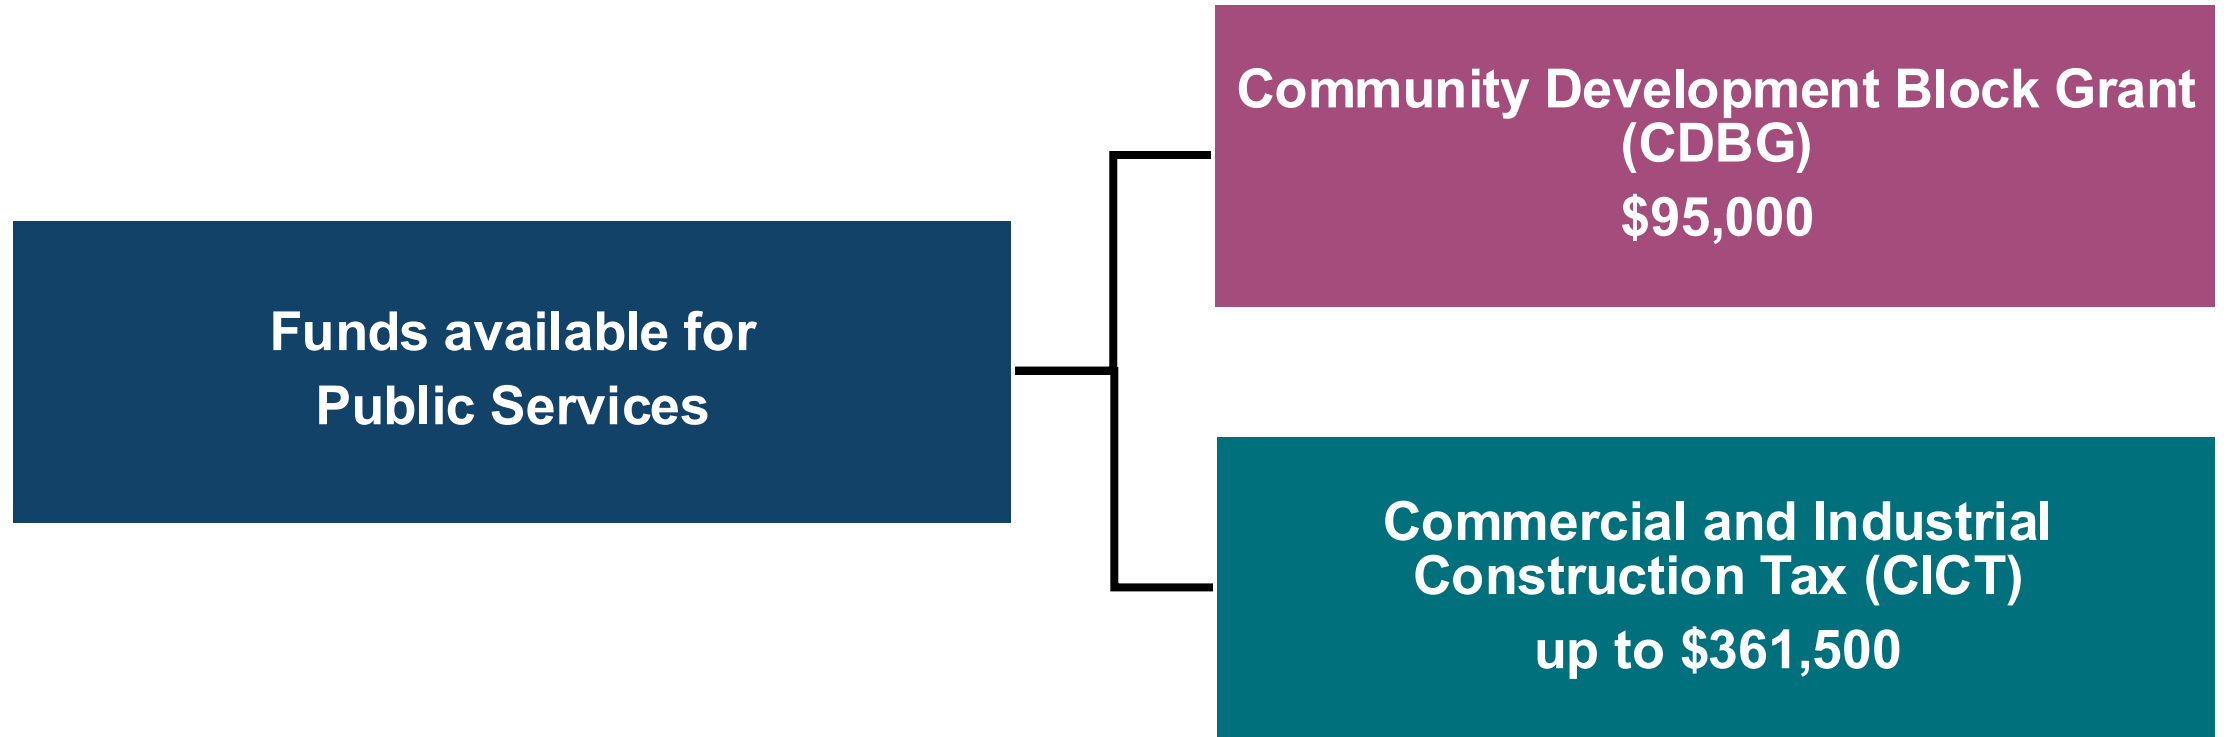 Community Development Block Grant
(CDBG)
$95,000
Funds available for
Public Services
Commercial and Industrial
Construction Tax (CICT)
up to $361,500